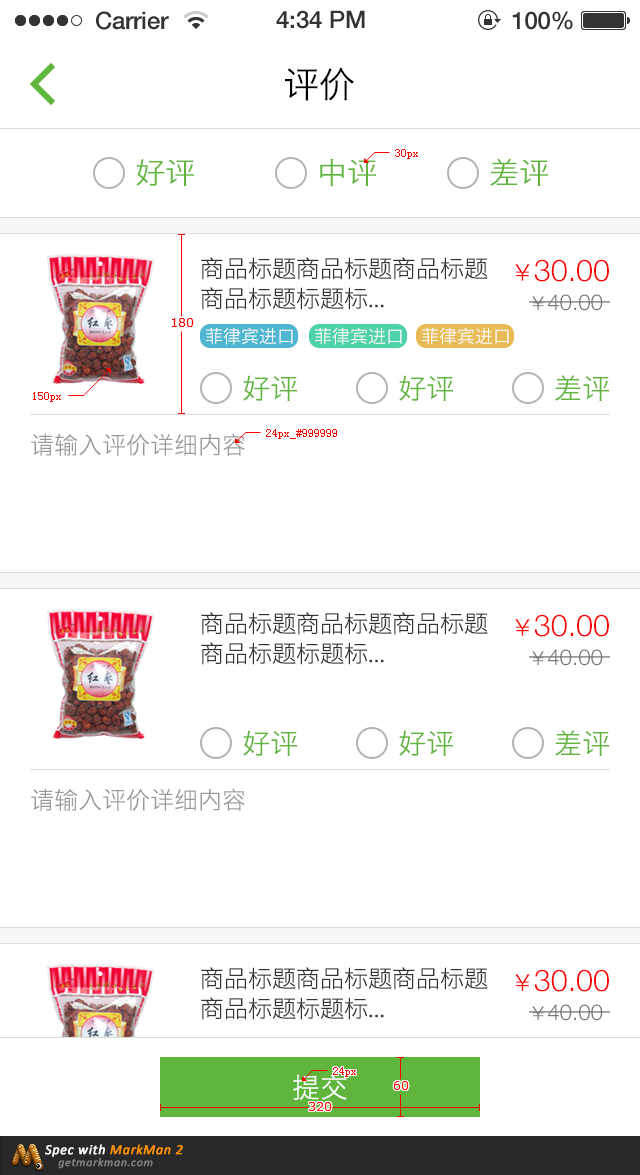 Carrier 4:34 PM 100%
评价
好评 中评 差评
30px
商品标题商品标题商品标题 ¥30.00
商品标题标题标... ¥40.00
180
菲律宾进口 菲律宾进口 菲律宾进口
红枣
150px
好评 好评 差评
请输入评价详细内容
24px_#999999
商品标题商品标题商品标题 ¥30.00
商品标题标题标... ¥40.00
红枣
好评 好评 差评
请输入评价详细内容
商品标题商品标题商品标题 ¥30.00
商品标题标题标... ¥40.00
红枣
提交
24px
60
320
Spec with MarkMan 2
getmarkman.com